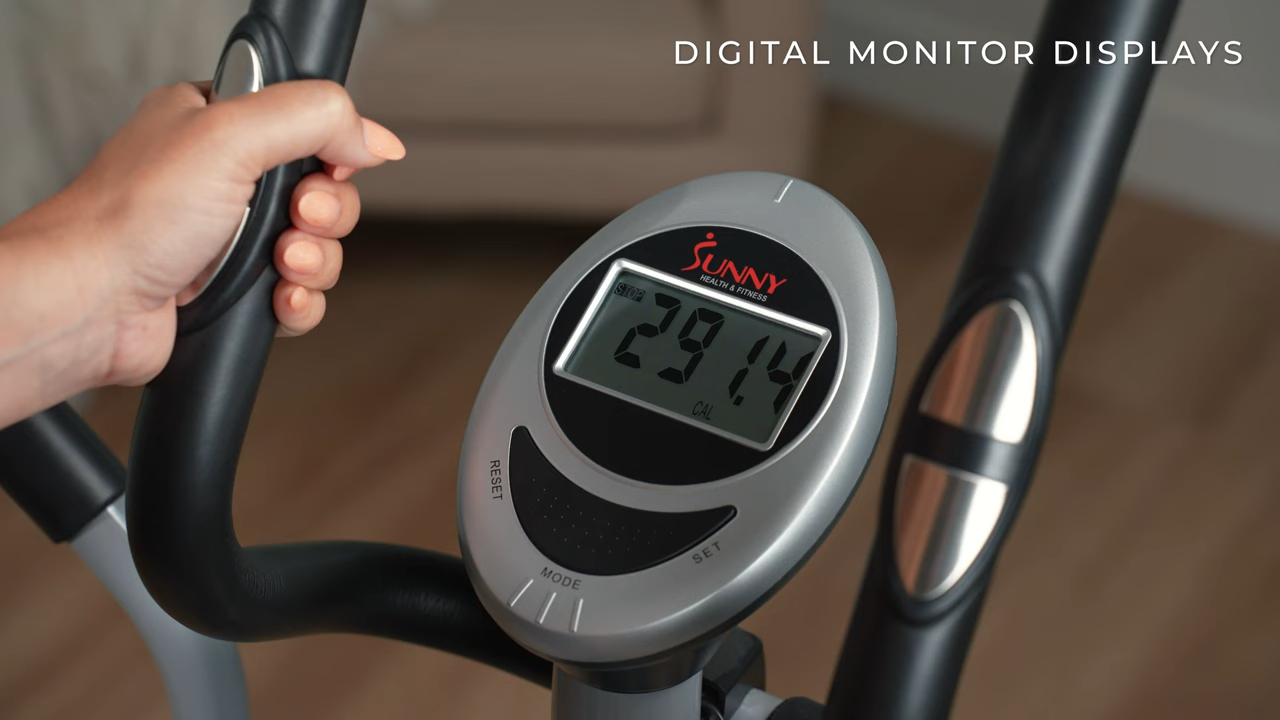 DIGITAL MONITOR DISPLAYS
SUNNY
HEALTH & FITNESS
STOP
291.4
CAL
RESET
MODE
SET